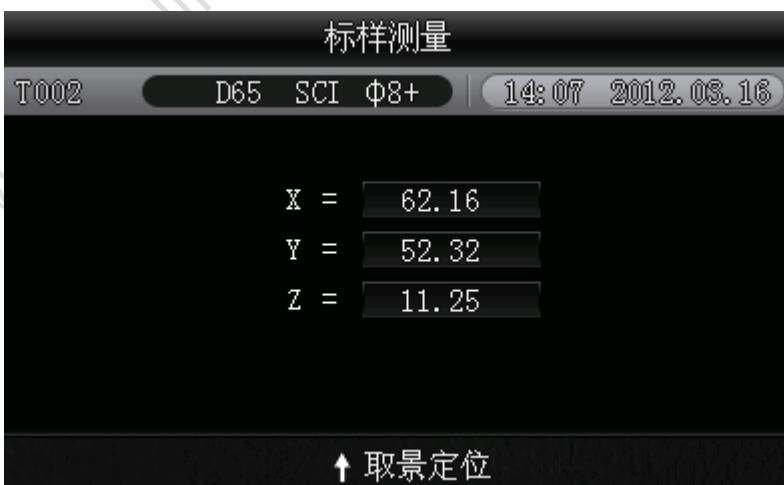 标样测量
T002 D65 SCI Φ8+ 14:07 2012.08.16
X = 62.16
Y = 52.32
Z = 11.25
↑ 取景定位